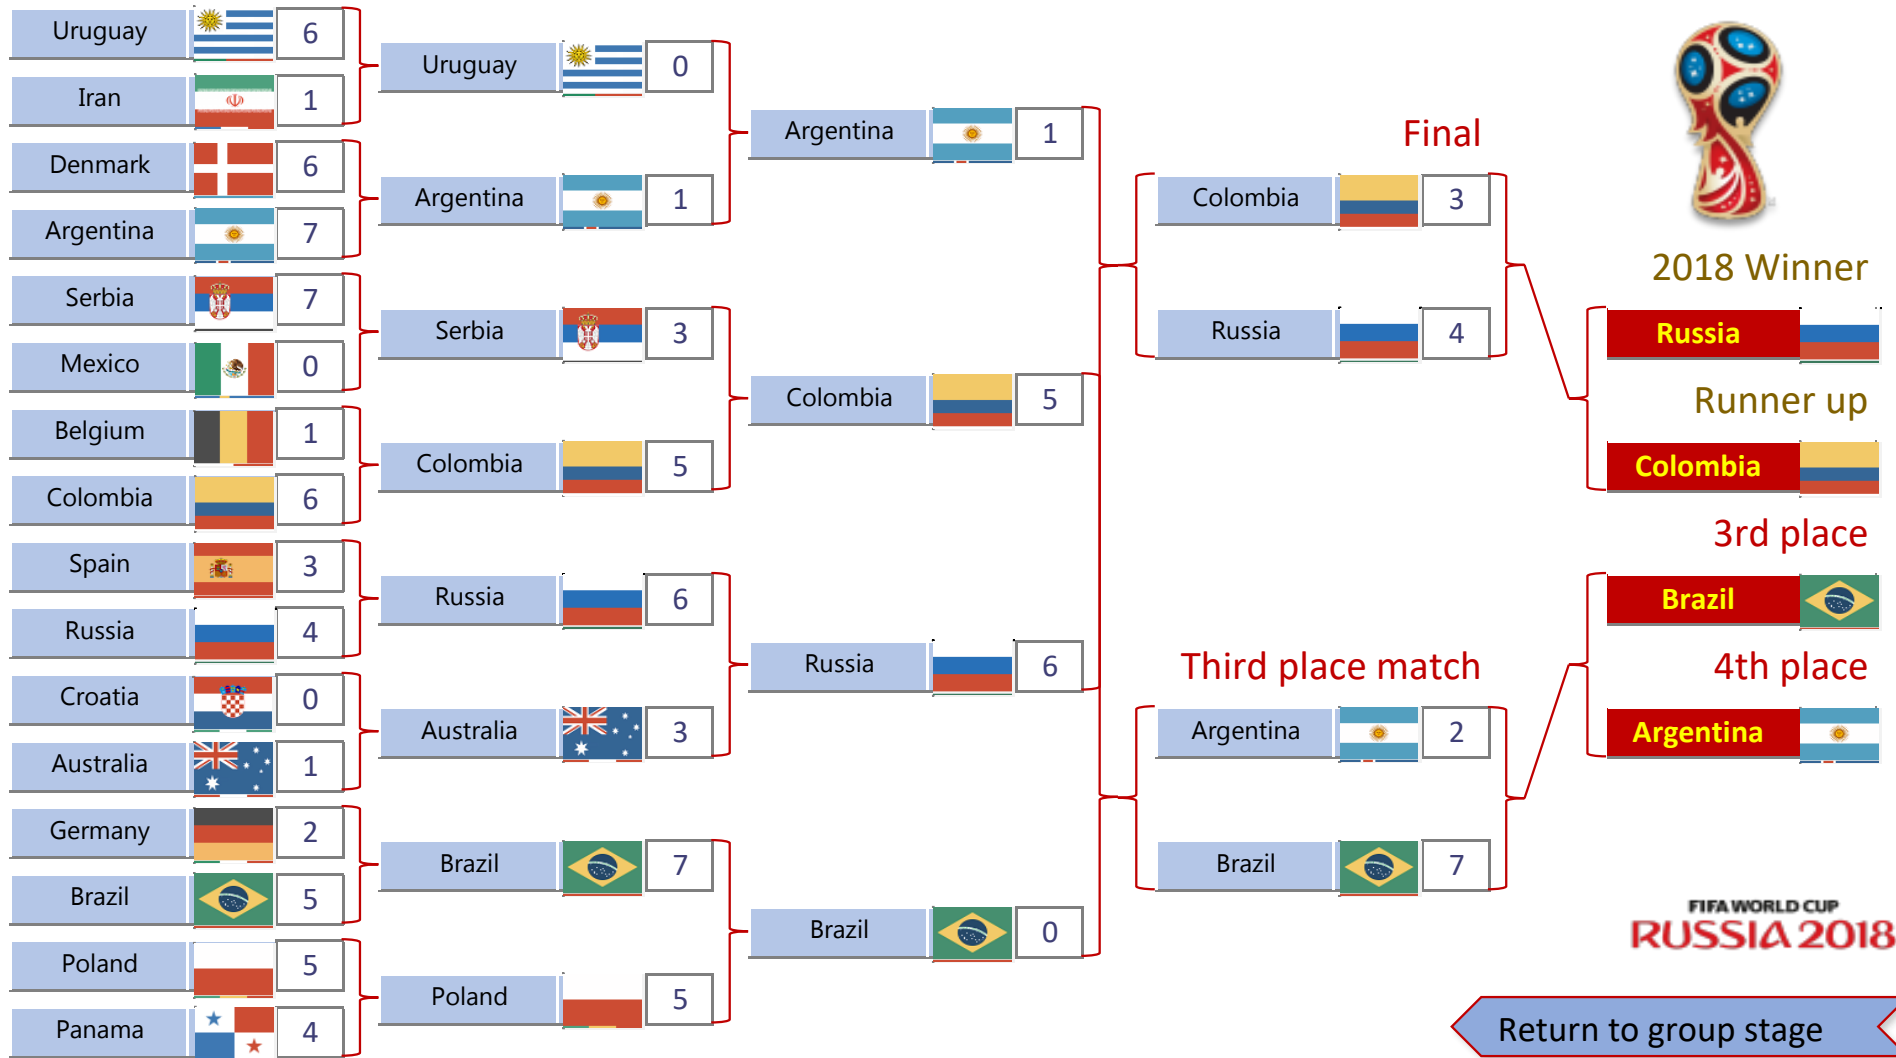 Uruguay 6
Iran 1
Denmark 6
Argentina 7
Serbia 7
Mexico 0
Belgium 1
Colombia 6
Spain 3
Russia 4
Croatia 0
Australia 1
Germany 2
Brazil 5
Poland 5
Panama 4
Uruguay 0
Argentina 1
Serbia 3
Colombia 5
Russia 6
Australia 3
Brazil 7
Poland 5
Argentina 1
Colombia 5
Russia 6
Brazil 0
Final
Colombia 3
Russia 4
Third place match
Argentina 2
Brazil 7
2018 Winner
Russia
Runner up
Colombia
3rd place
Brazil
4th place
Argentina
FIFA WORLD CUP
RUSSIA 2018
Return to group stage